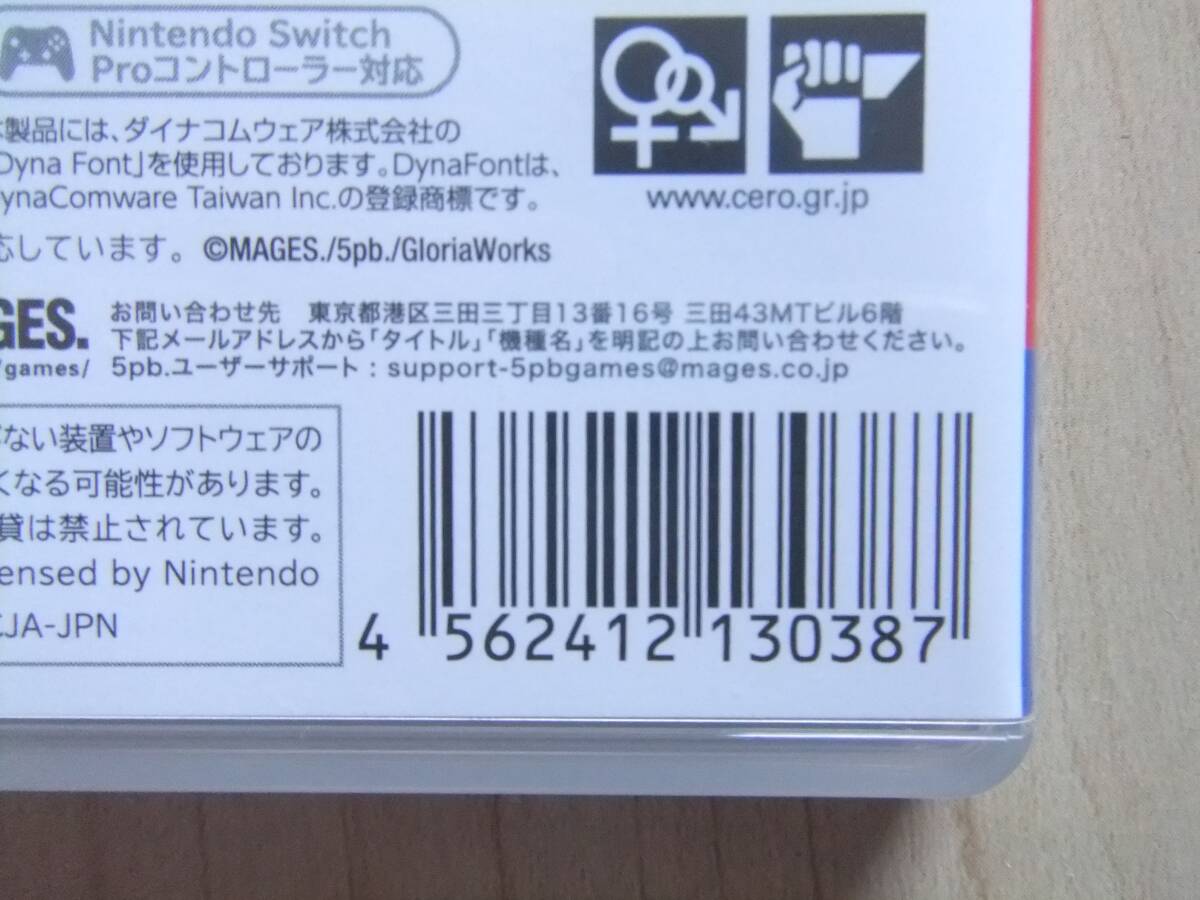 Nintendo Switch
Proコントローラー対応
製品には、ダイナコムウェア株式会社の
Dyna Font」を使用しております。DynaFontは、
ynaComware Taiwan Inc.の登録商標です。
応しています。 ©MAGES./5pb./GloriaWorks
www.cero.gr.jp
GES. お問い合わせ先 東京都港区三田三丁目13番16号 三田43MTビル6階
下記メールアドレスから「タイトル」「機種名」を明記の上お問い合わせください。
/games/ 5pb.ユーザーサポート : support-5pbgames@mages.co.jp
ない装置やソフトウェアの
くなる可能性があります。
貸は禁止されています。
ensed by Nintendo
JA-JPN
4 562412 130387